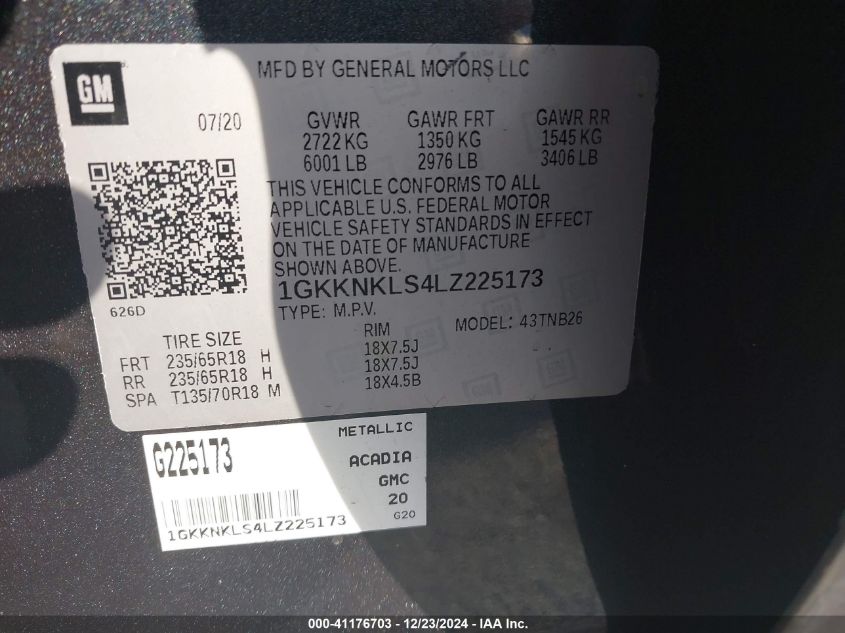 GM
MFD BY GENERAL MOTORS LLC
07/20
GVWR GAWR FRT GAWR RR
2722 KG 1350 KG 1545 KG
6001 LB 2976 LB 3406 LB
THIS VEHICLE CONFORMS TO ALL
APPLICABLE U.S. FEDERAL MOTOR
VEHICLE SAFETY STANDARDS IN EFFECT
ON THE DATE OF MANUFACTURE
SHOWN ABOVE.
1GKKNKLS4LZ225173
626D
TYPE: M.P.V. MODEL: 43TNB26
TIRE SIZE RIM
FRT 235/65R18 H 18X7.5J
RR 235/65R18 H 18X7.5J
SPA T135/70R18 M 18X4.5B
METALLIC
G225173
ACADIA
GMC
20
G20
1GKKNKLS4LZ225173
000-41176703 - 12/23/2024 - IAA Inc.